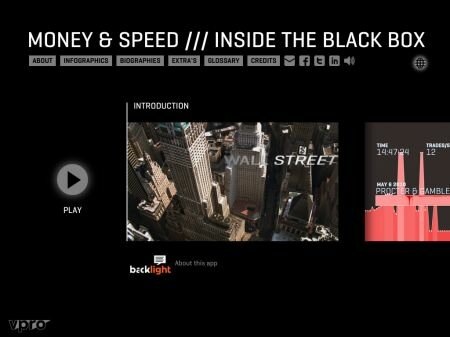 MONEY & SPEED /// INSIDE THE BLACK BOX
ABOUT INFOGRAPHICS BIOGRAPHIES EXTRA'S GLOSSARY CREDITS
INTRODUCTION
WALL STREET
TIME TRADES/S
14:47:24 12
MAY 6 2010
PROCTER & GAMBLE
PLAY
backlight About this app
vpro